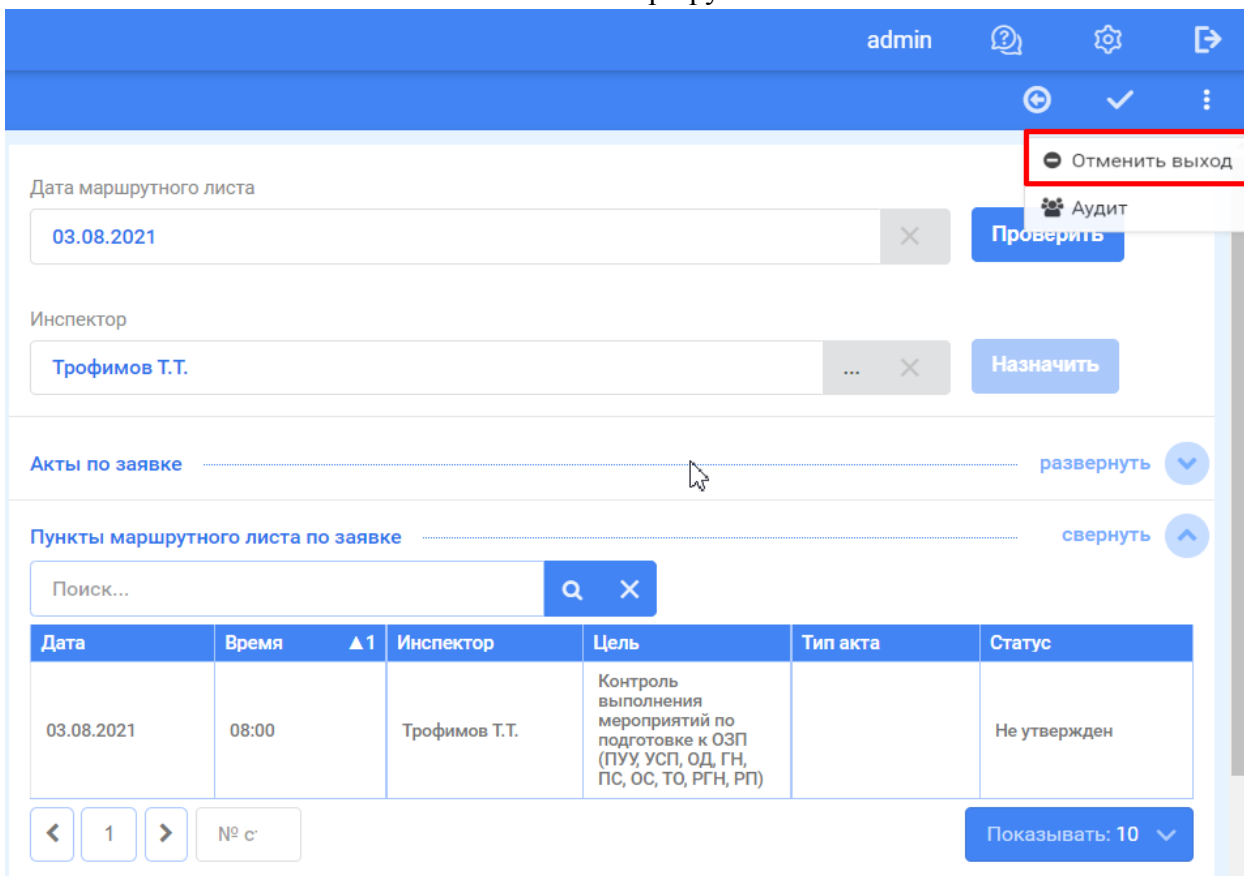 admin
Отменить выход
Аудит
Дата маршрутного листа
03.08.2021
Проверить
Инспектор
Трофимов Т.Т.
...
Назначить
Акты по заявке
развернуть
Пункты маршрутного листа по заявке
свернуть
Поиск...
Дата Время ▲1 Инспектор Цель Тип акта Статус
03.08.2021 08:00 Трофимов Т.Т.
Контроль
выполнения
мероприятий по
подготовке к ОЗП
(ПУУ, УСП, ОД, ГН,
ПС, ОС, ТО, РГН, РП)
Не утвержден
1
№
Показывать: 10